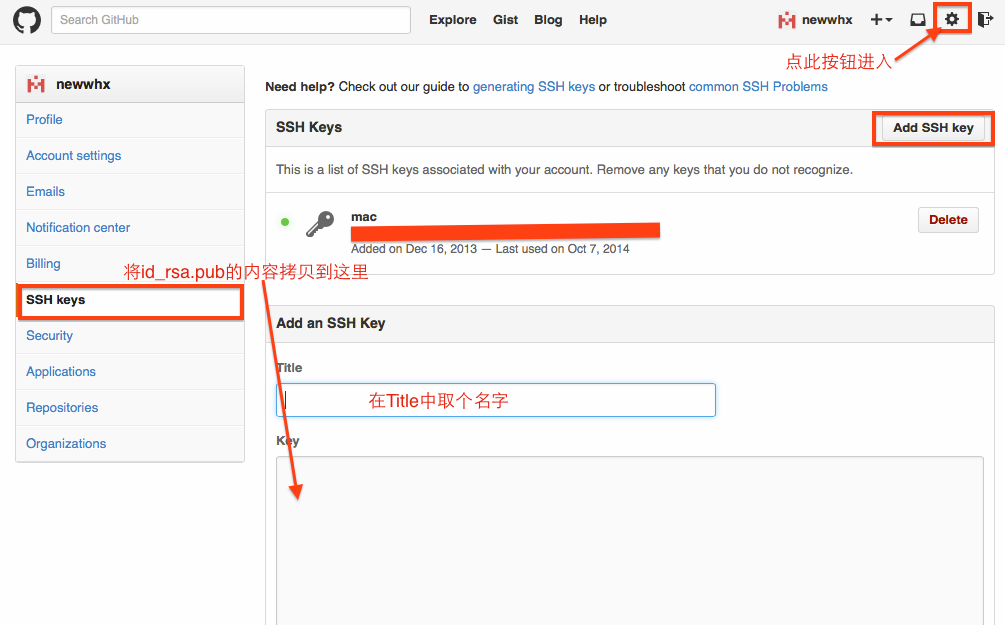 Search GitHub
Explore Gist Blog Help
newwhx
点此按钮进入
newwhx
Profile
Account settings
Emails
Notification center
Billing
SSH keys
Security
Applications
Repositories
Organizations
Need help? Check out our guide to generating SSH keys or troubleshoot common SSH Problems
SSH Keys
Add SSH key
This is a list of SSH keys associated with your account. Remove any keys that you do not recognize.
mac
Delete
Added on Dec 16, 2013 — Last used on Oct 7, 2014
将id_rsa.pub的内容拷贝到这里
Add an SSH Key
Title
在Title中取个名字
Key